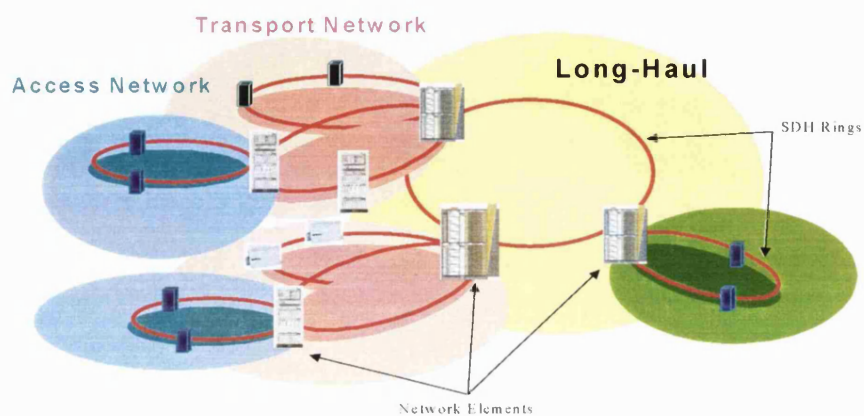 Transport Network
Long-Haul
Access Network
SDH Rings
Network Elements